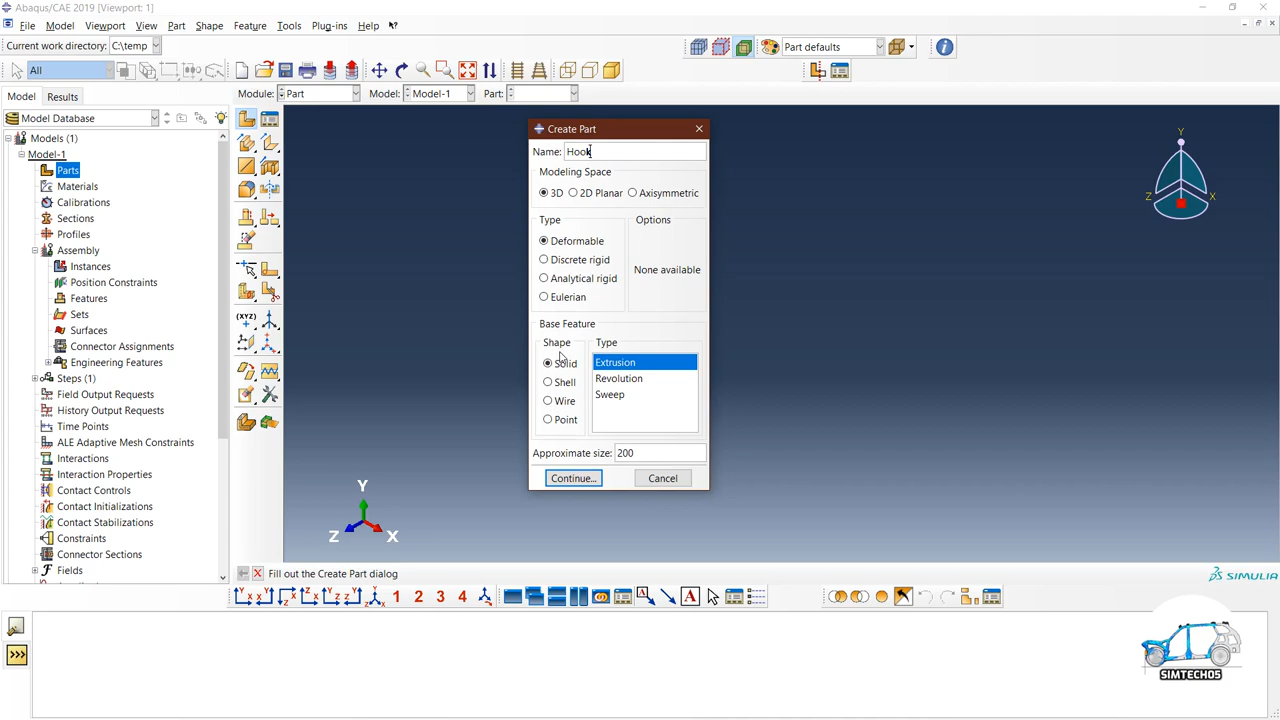 Abaqus/CAE 2019 [Viewport: 1]
File Model Viewport View Part Shape Feature Tools Plug-ins Help
Current work directory: C:\temp
Part defaults
All
Model Results
Module: Part Model: Model-1 Part:
Model Database
Models (1)
Model-1
Parts
Materials
Calibrations
Sections
Profiles
Assembly
Instances
Position Constraints
Features
Sets
Surfaces
Connector Assignments
Engineering Features
Steps (1)
Field Output Requests
History Output Requests
Time Points
ALE Adaptive Mesh Constraints
Interactions
Interaction Properties
Contact Controls
Contact Initializations
Contact Stabilizations
Constraints
Connector Sections
Fields
(XYZ)
Create Part
Name: Hook
Modeling Space
3D 2D Planar Axisymmetric
Type
Options
Deformable
Discrete rigid
Analytical rigid
Eulerian
None available
Base Feature
Shape
Type
Solid
Shell
Wire
Point
Extrusion
Revolution
Sweep
Approximate size: 200
Continue... Cancel
Y
Z X
Y
Z X
Fill out the Create Part dialog
SIMULIA
1 2 3 4
A
>>>
SIMTECH05